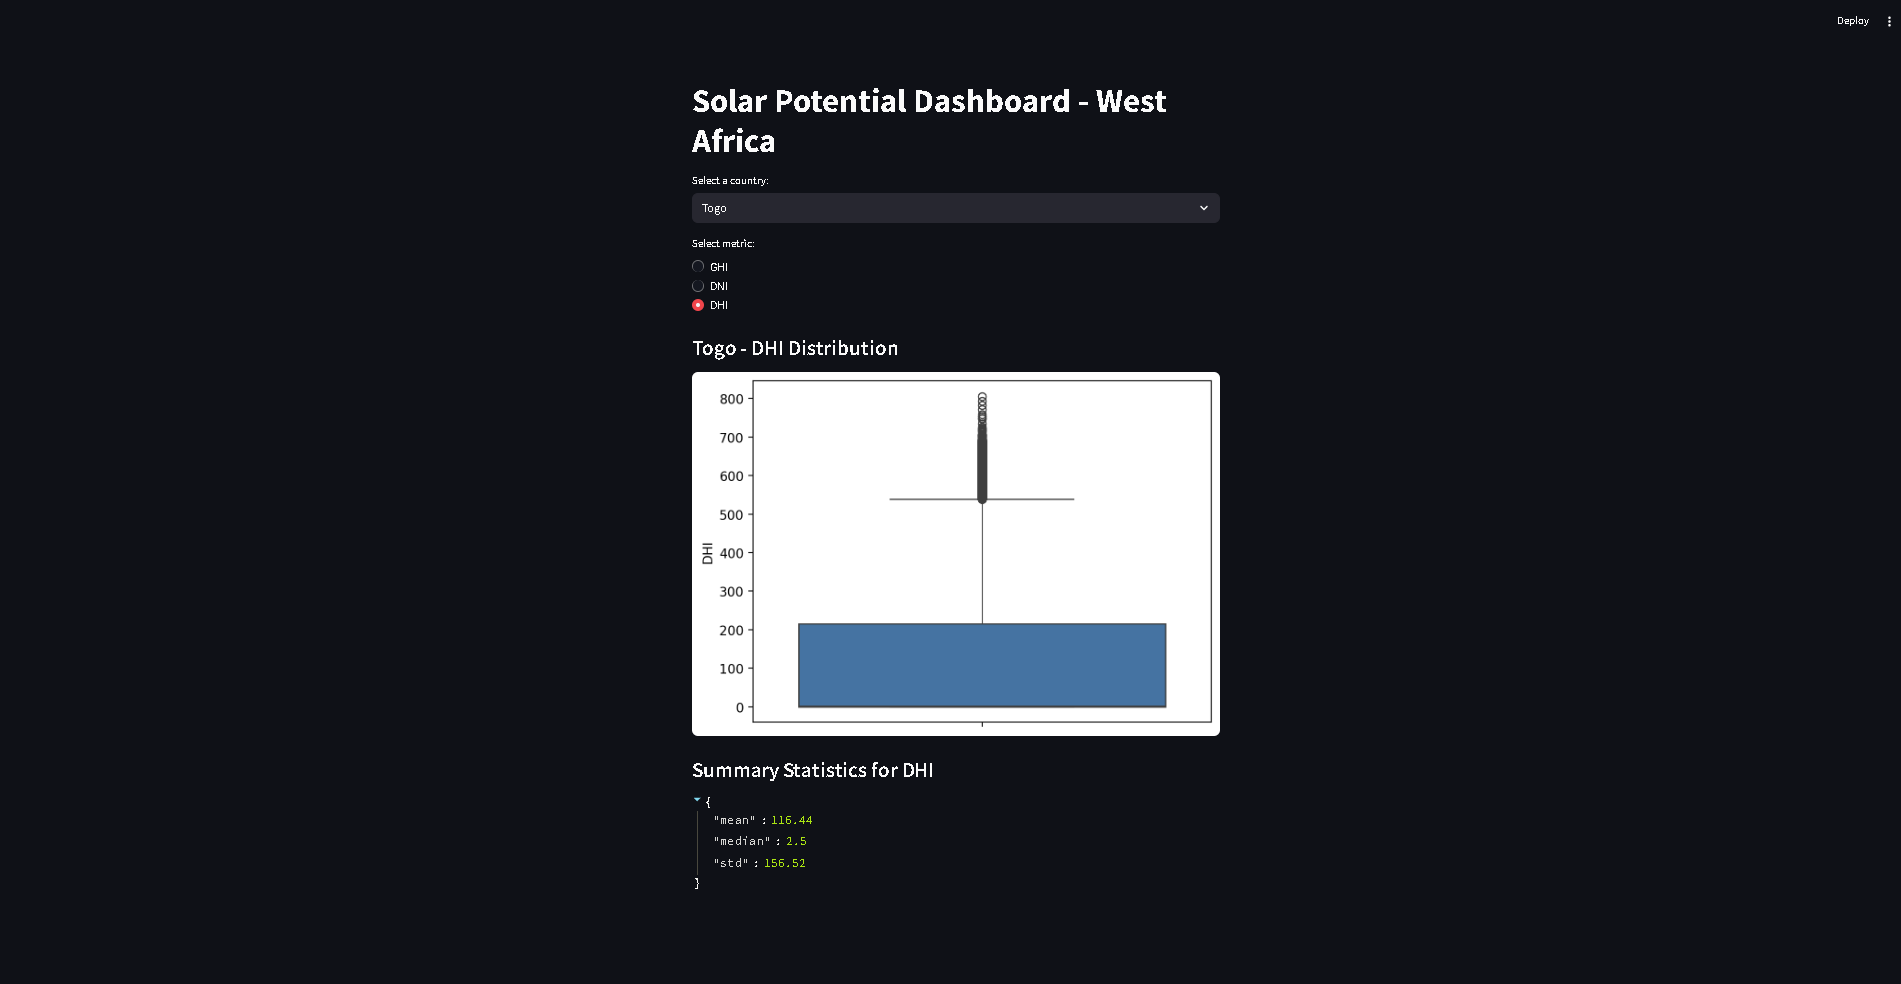 Deploy
Solar Potential Dashboard - West
Africa
Select a country:
Togo
Select metric:
GHI
DNI
DHI
Togo - DHI Distribution
800
700
600
500
400
300
200
100
0
DHI
Summary Statistics for DHI
{
"mean" : 116.44
"median" : 2.5
"std" : 156.52
}